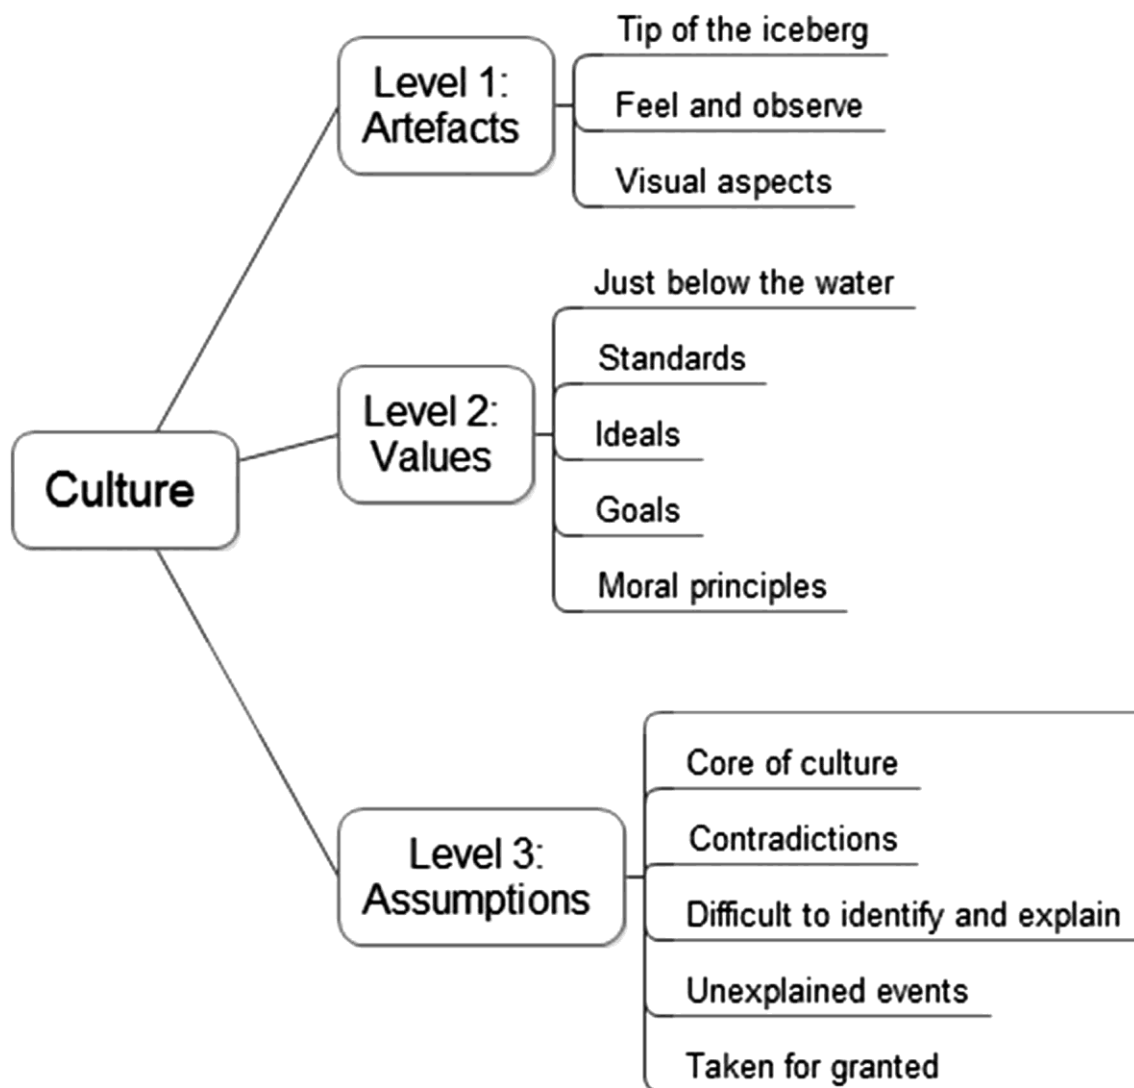 Tip of the iceberg
Level 1:
Artefacts
Feel and observe
Visual aspects
Just below the water
Standards
Level 2:
Values
Ideals
Goals
Moral principles
Culture
Core of culture
Contradictions
Level 3:
Assumptions
Difficult to identify and explain
Unexplained events
Taken for granted